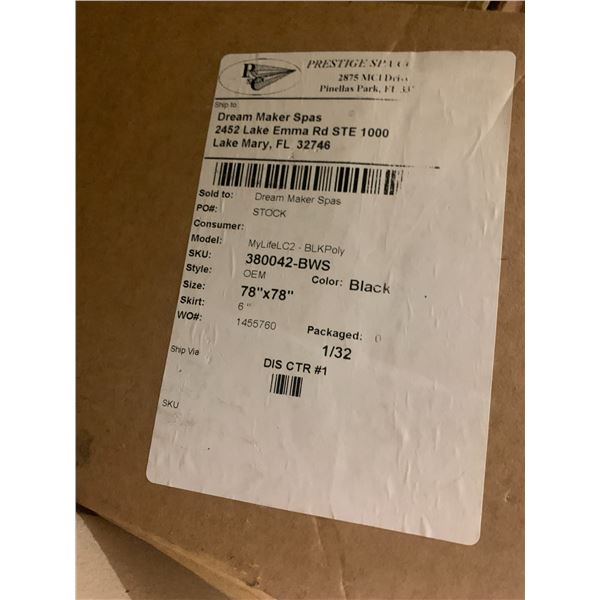 PRESTIGE SPA
2875 MCI
Pinellas Park, FL
Ship to:
Dream Maker Spas
2452 Lake Emma Rd STE 1000
Lake Mary, FL 32746
Sold to: Dream Maker Spas
PO#: STOCK
Consumer:
Model: MyLifeLC2 - BLKPoly
SKU: 380042-BWS
Style: OEM Color: Black
Size: 78"x78"
Skirt: 6 "
WO#: 1455760 Packaged: 0
1/32
Ship Via DIS CTR #1
SKU